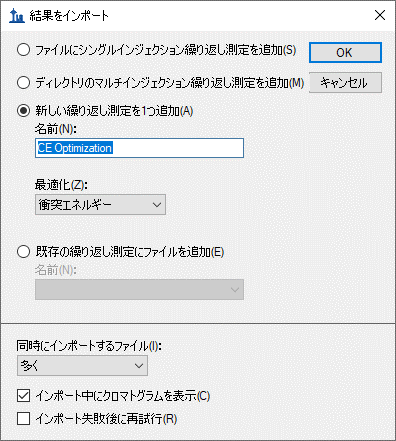 結果をインポート
ファイルにシングルインジェクション繰り返し測定を追加(S)
OK
ディレクトリのマルチインジェクション繰り返し測定を追加(M)
キャンセル
新しい繰り返し測定を1つ追加(A)
名前(N):
CE Optimization
最適化(Z):
衝突エネルギー
既存の繰り返し測定にファイルを追加(E)
名前(N):
同時にインポートするファイル(I):
多く
インポート中にクロマトグラムを表示(C)
インポート失敗後に再試行(R)